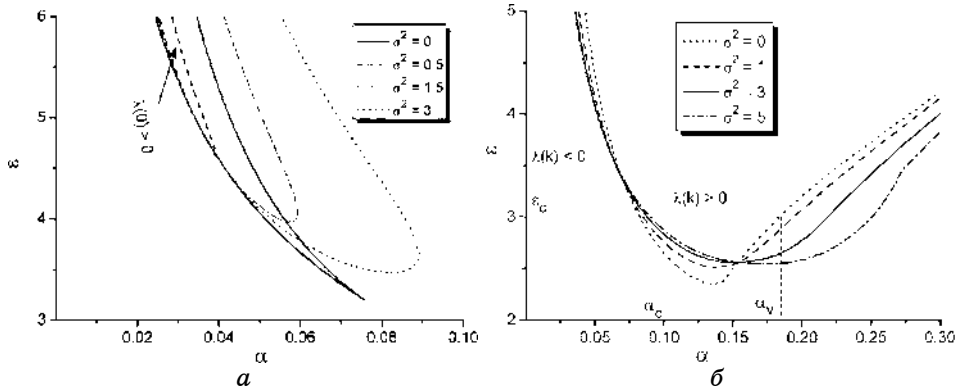 6
5
4
3
ε
0.02
0.04
0.06
0.08
0.10
α
σ² = 0
σ² = 0.5
σ² = 1.5
σ² = 3
а
5
4
3
2
ε
ε_c
λ(k) < 0
λ(k) > 0
α_c
α_v
0.05
0.10
0.15
0.20
0.25
0.30
α
σ² = 0
σ² = 1
σ² = 3
σ² = 5
б